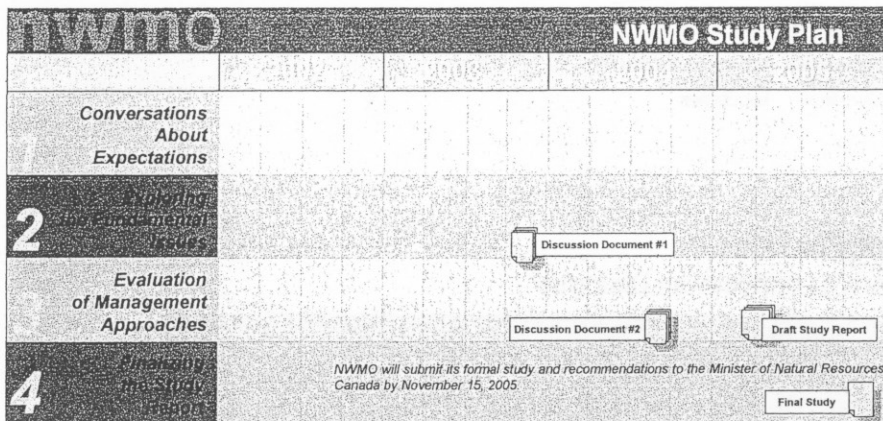 nwmo
NWMO Study Plan
2002 2003 2004 2005
1
Conversations
About
Expectations
2
Exploring
the Fundamental
Issues
Discussion Document #1
3
Evaluation
of Management
Approaches
Discussion Document #2
Draft Study Report
4
Finalizing
the Study
Report
NWMO will submit its formal study and recommendations to the Minister of Natural Resources
Canada by November 15, 2005.
Final Study